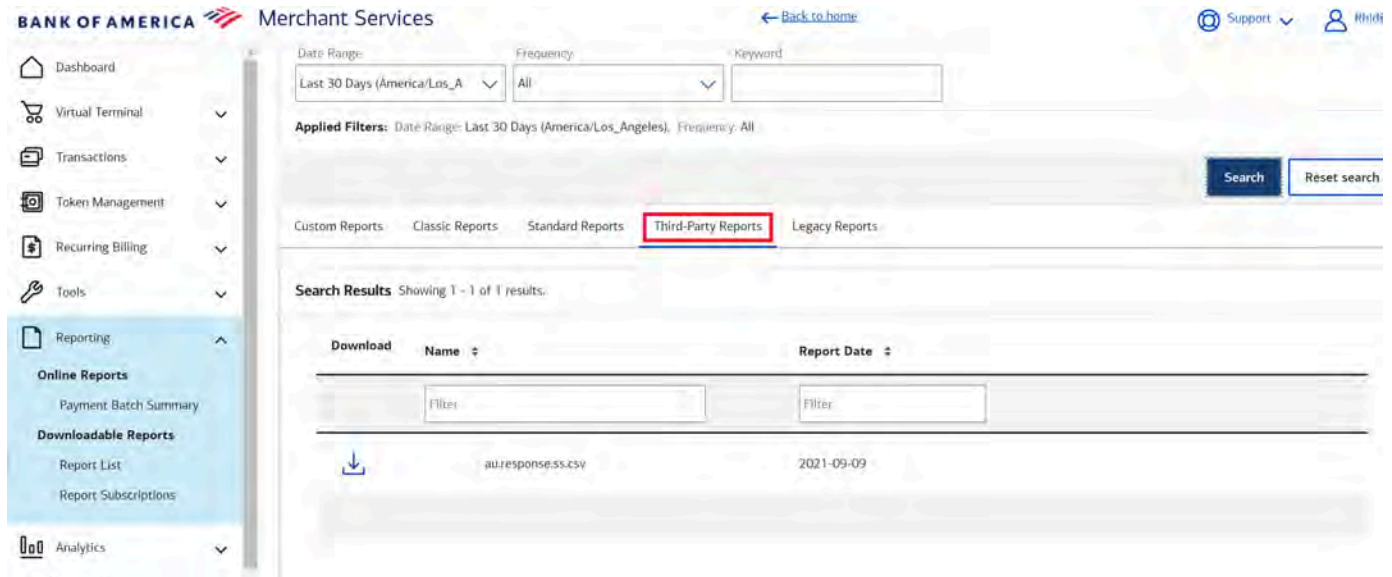 BANK OF AMERICA Merchant Services
Back to home
Support
Dashboard
Virtual Terminal
Transactions
Token Management
Recurring Billing
Tools
Reporting
Online Reports
Payment Batch Summary
Downloadable Reports
Report List
Report Subscriptions
Analytics
Date Range Frequency Keyword
Last 30 Days (America/Los_A All
Applied Filters: Date Range: Last 30 Days (America/Los_Angeles), Frequency: All
Search Reset search
Custom Reports Classic Reports Standard Reports Third-Party Reports Legacy Reports
Search Results Showing 1 - 1 of 1 results.
Download Name Report Date
Filter Filter
au.response.ss.csv 2021-09-09